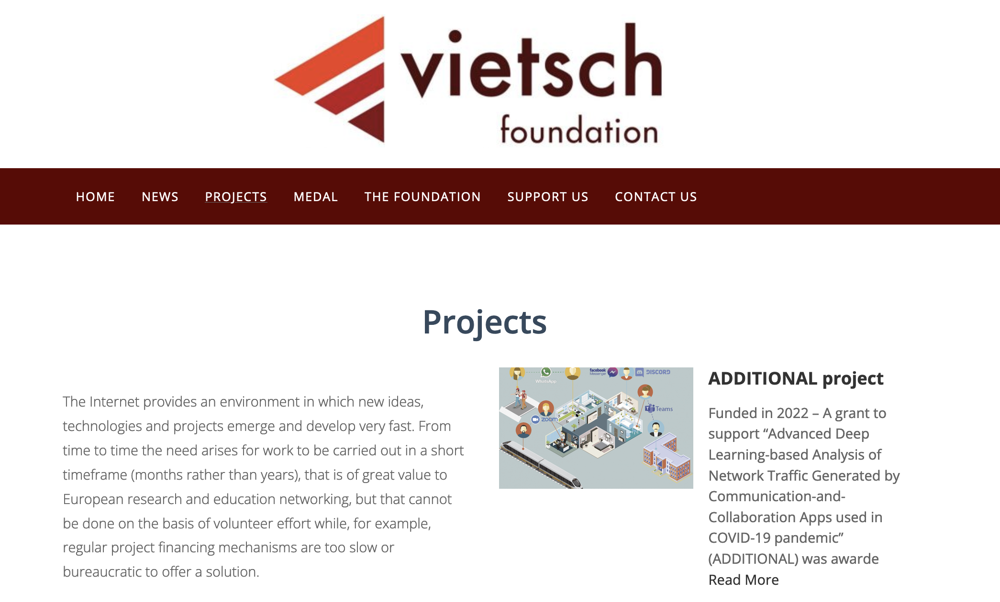 vietsch
foundation
HOME NEWS PROJECTS MEDAL THE FOUNDATION SUPPORT US CONTACT US
Projects
The Internet provides an environment in which new ideas,
technologies and projects emerge and develop very fast. From
time to time the need arises for work to be carried out in a short
timeframe (months rather than years), that is of great value to
European research and education networking, but that cannot
be done on the basis of volunteer effort while, for example,
regular project financing mechanisms are too slow or
bureaucratic to offer a solution.
WhatsApp
facebook
Messenger
DISCORD
Teams
zoom
ADDITIONAL project
Funded in 2022 – A grant to
support “Advanced Deep
Learning-based Analysis of
Network Traffic Generated by
Communication-and-
Collaboration Apps used in
COVID-19 pandemic”
(ADDITIONAL) was awarde
Read More